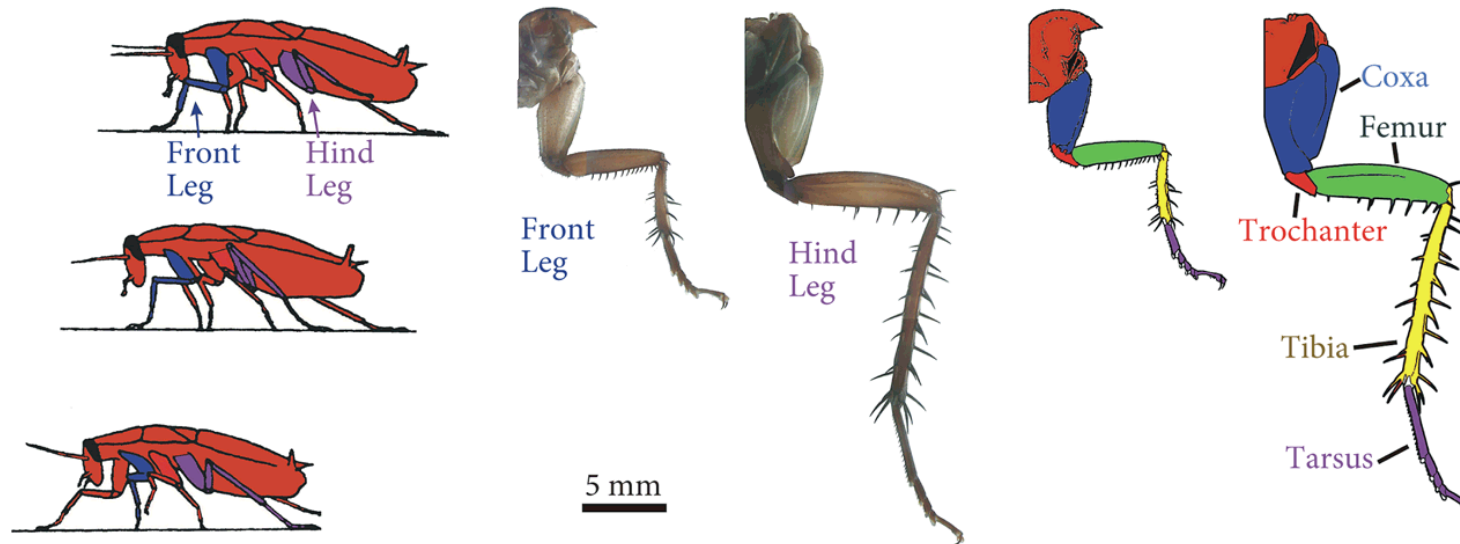 Front
Leg
Hind
Leg
Front
Leg
Hind
Leg
5 mm
Coxa
Femur
Trochanter
Tibia
Tarsus